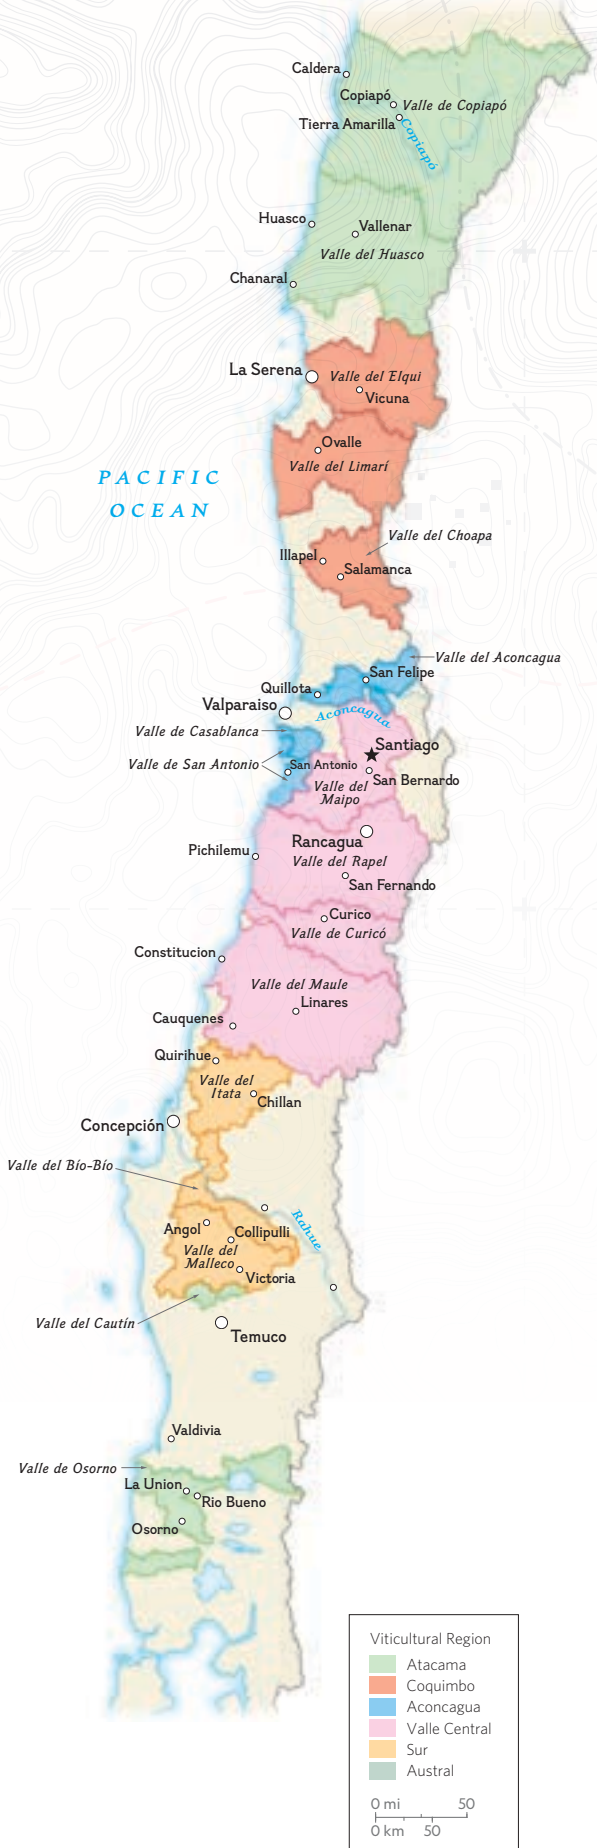 Caldera
Copiapó
Valle de Copiapó
Tierra Amarilla
Copiapó
Huasco
Vallenar
Valle del Huasco
Chanaral
La Serena
Valle del Elqui
Vicuna
Ovalle
Valle del Limarí
PACIFIC
OCEAN
Valle del Choapa
Illapel
Salamanca
Valle del Aconcagua
San Felipe
Quillota
Valparaiso
Aconcagua
Valle de Casablanca
Santiago
Valle de San Antonio
San Antonio
San Bernardo
Valle del
Maipo
Rancagua
Pichilemu
Valle del Rapel
San Fernando
Curico
Valle de Curicó
Constitucion
Valle del Maule
Linares
Cauquenes
Quirihue
Valle del
Itata
Chillan
Concepción
Valle del Bío-Bío
Rahue
Angol
Collipulli
Valle del
Malleco
Victoria
Valle del Cautín
Temuco
Valdivia
Valle de Osorno
La Union
Rio Bueno
Osorno
Viticultural Region
Atacama
Coquimbo
Aconcagua
Valle Central
Sur
Austral
0 mi 50
0 km 50